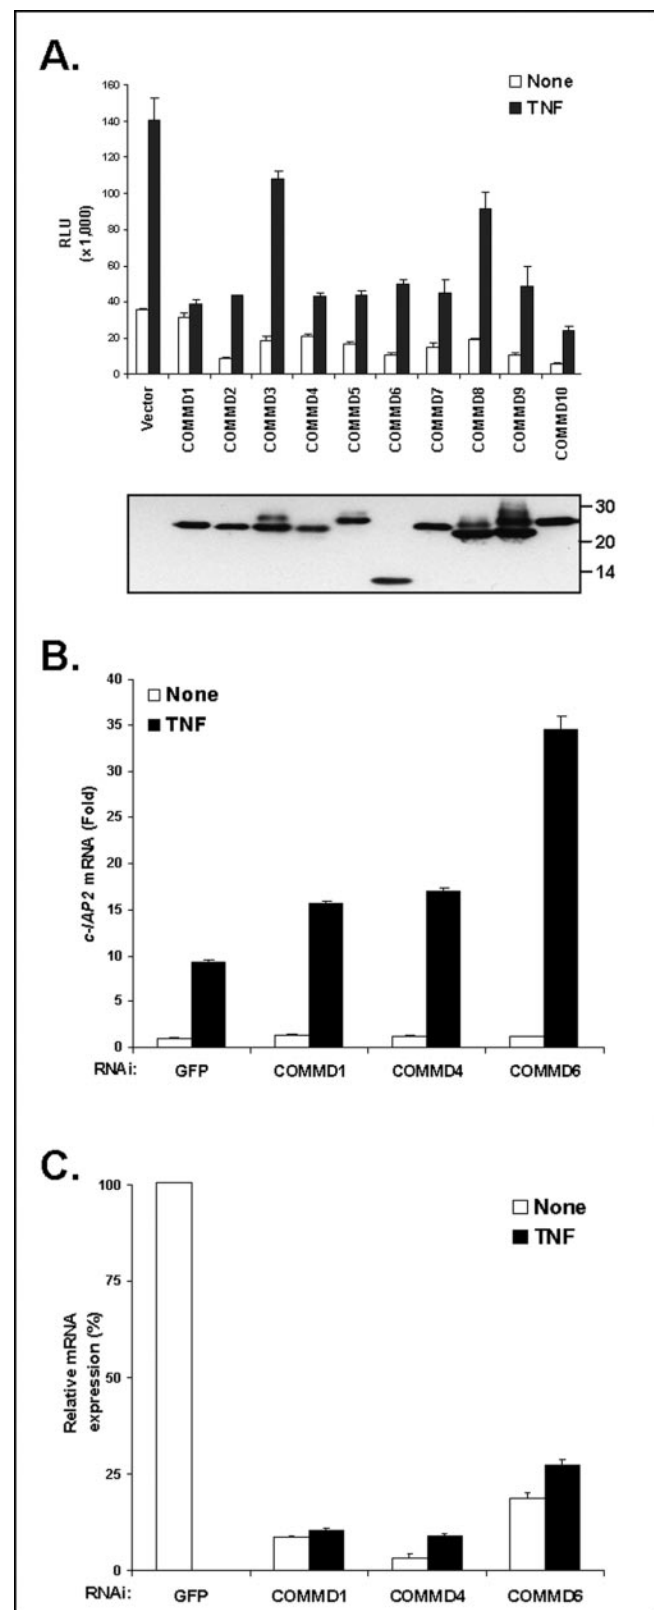 A.
None
TNF
160
140
120
100
80
60
40
20
0
RLU
(x1,000)
Vector
COMMD1
COMMD2
COMMD3
COMMD4
COMMD5
COMMD6
COMMD7
COMMD8
COMMD9
COMMD10
30
20
14
B.
None
TNF
40
35
30
25
20
15
10
5
0
c-IAP2 mRNA (Fold)
RNAi: GFP COMMD1 COMMD4 COMMD6
C.
None
TNF
100
75
50
25
0
Relative mRNA
expression (%)
RNAi: GFP COMMD1 COMMD4 COMMD6